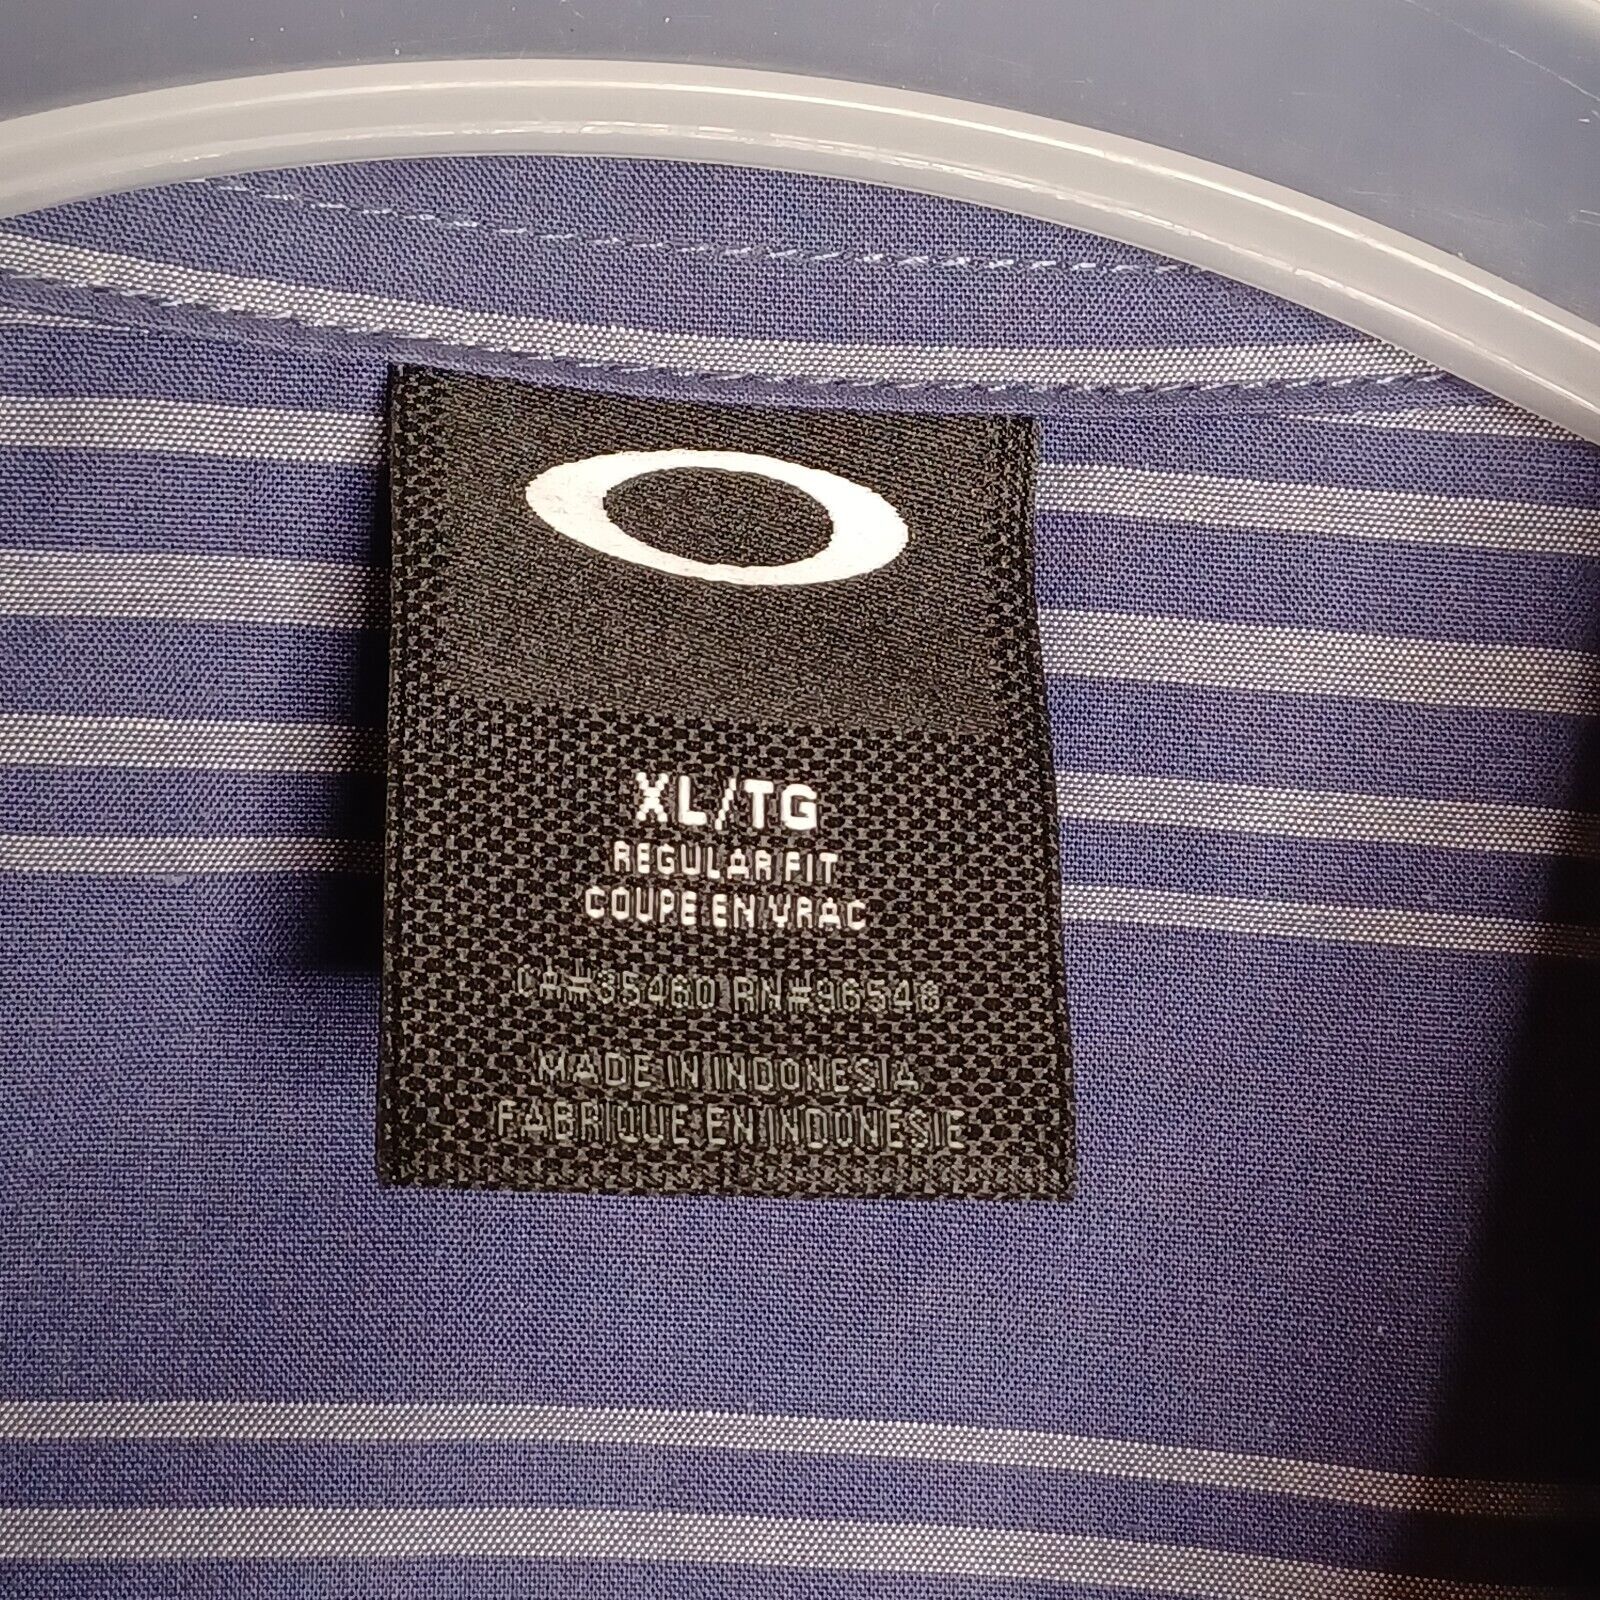 XL/TG
REGULAR FIT
COUPE EN VRAC
CA#35460 RN#96548
MADE IN INDONESIA
FABRIQUE EN INDONESIE